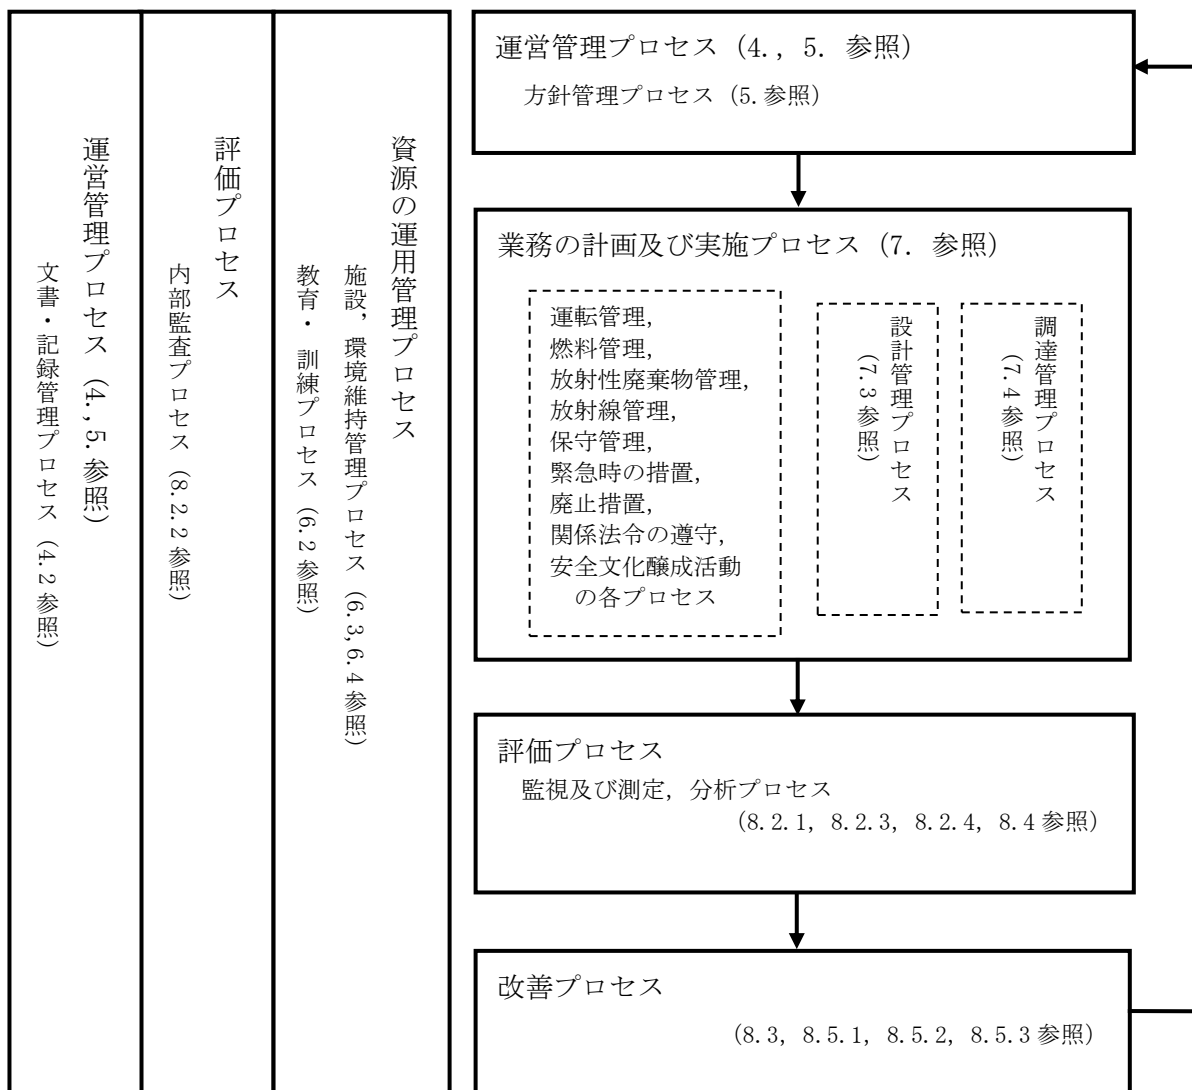 運営管理プロセス（4.,5.参照）
文書・記録管理プロセス（4.2参照）
評価プロセス
内部監査プロセス（8.2.2参照）
資源の運用管理プロセス
施設，環境維持管理プロセス（6.3,6.4参照）
教育・訓練プロセス（6.2参照）
運営管理プロセス（4.，5．参照）
方針管理プロセス（5.参照）
業務の計画及び実施プロセス（7．参照）
運転管理，
燃料管理，
放射性廃棄物管理，
放射線管理，
保守管理，
緊急時の措置，
廃止措置，
関係法令の遵守，
安全文化醸成活動
の各プロセス
設計管理プロセス
（7.3参照）
調達管理プロセス
（7.4参照）
評価プロセス
監視及び測定，分析プロセス
（8.2.1，8.2.3，8.2.4，8.4参照）
改善プロセス
（8.3，8.5.1，8.5.2，8.5.3参照）